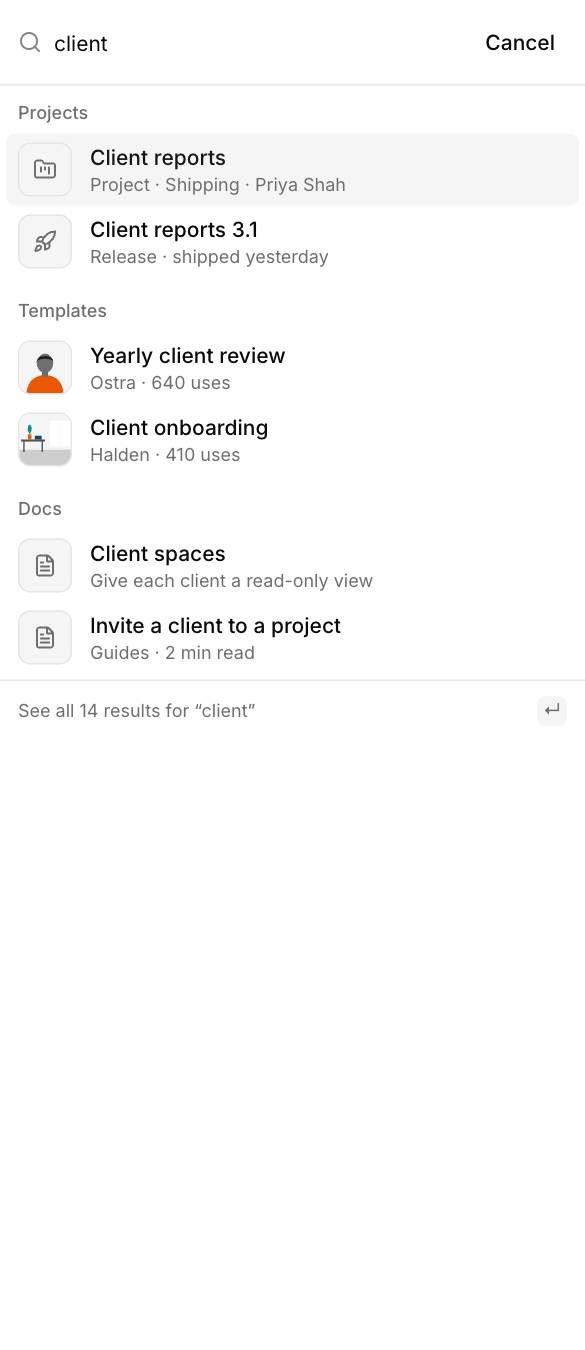 client
Cancel
Projects
Client reports
Project · Shipping · Priya Shah
Client reports 3.1
Release · shipped yesterday
Templates
Yearly client review
Ostra · 640 uses
Client onboarding
Halden · 410 uses
Docs
Client spaces
Give each client a read-only view
Invite a client to a project
Guides · 2 min read
See all 14 results for “client”